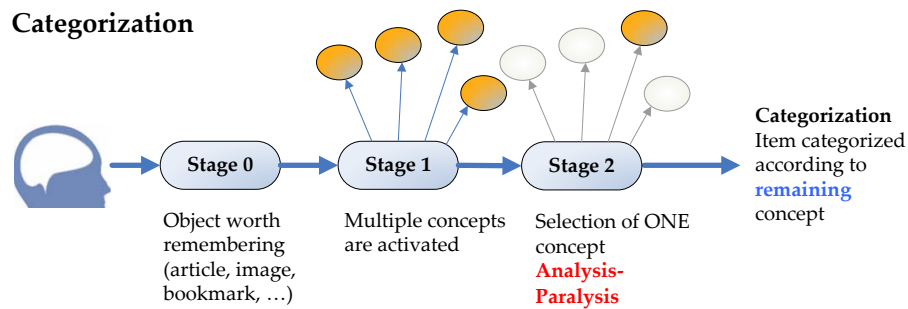 Categorization
Stage 0
Stage 1
Stage 2
Object worth
remembering
(article, image,
bookmark, …)
Multiple concepts
are activated
Selection of ONE
concept
Analysis-
Paralysis
Categorization
Item categorized
according to
remaining
concept